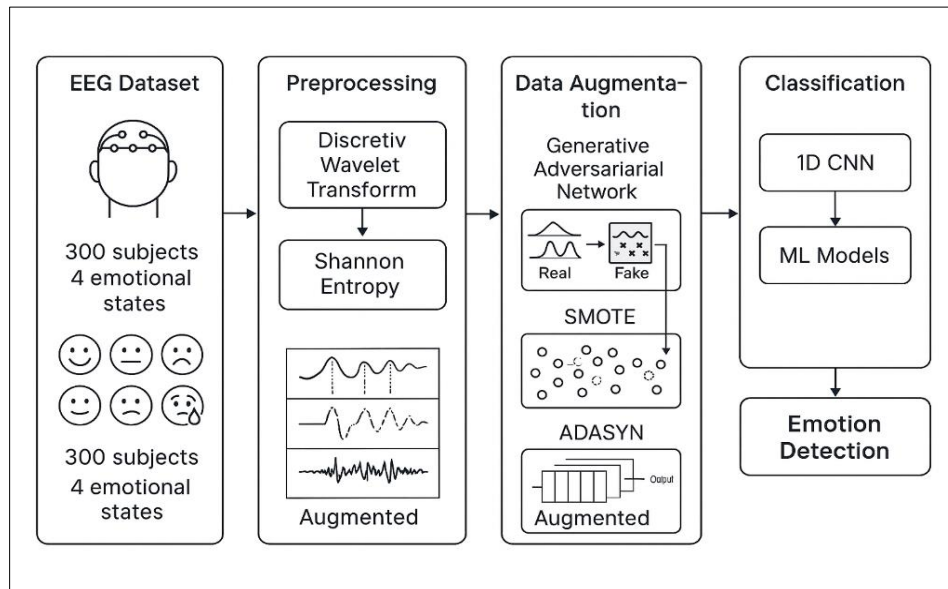 EEG Dataset
300 subjects
4 emotional
states
300 subjects
4 emotional
states
Preprocessing
Discretiv
Wavelet
Transforrm
Shannon
Entropy
Augmented
Data Augmenta-
tion
Generative
Adversariarial
Network
Real
Fake
SMOTE
ADASYN
Augmented
Classification
1D CNN
ML Models
Emotion
Detection